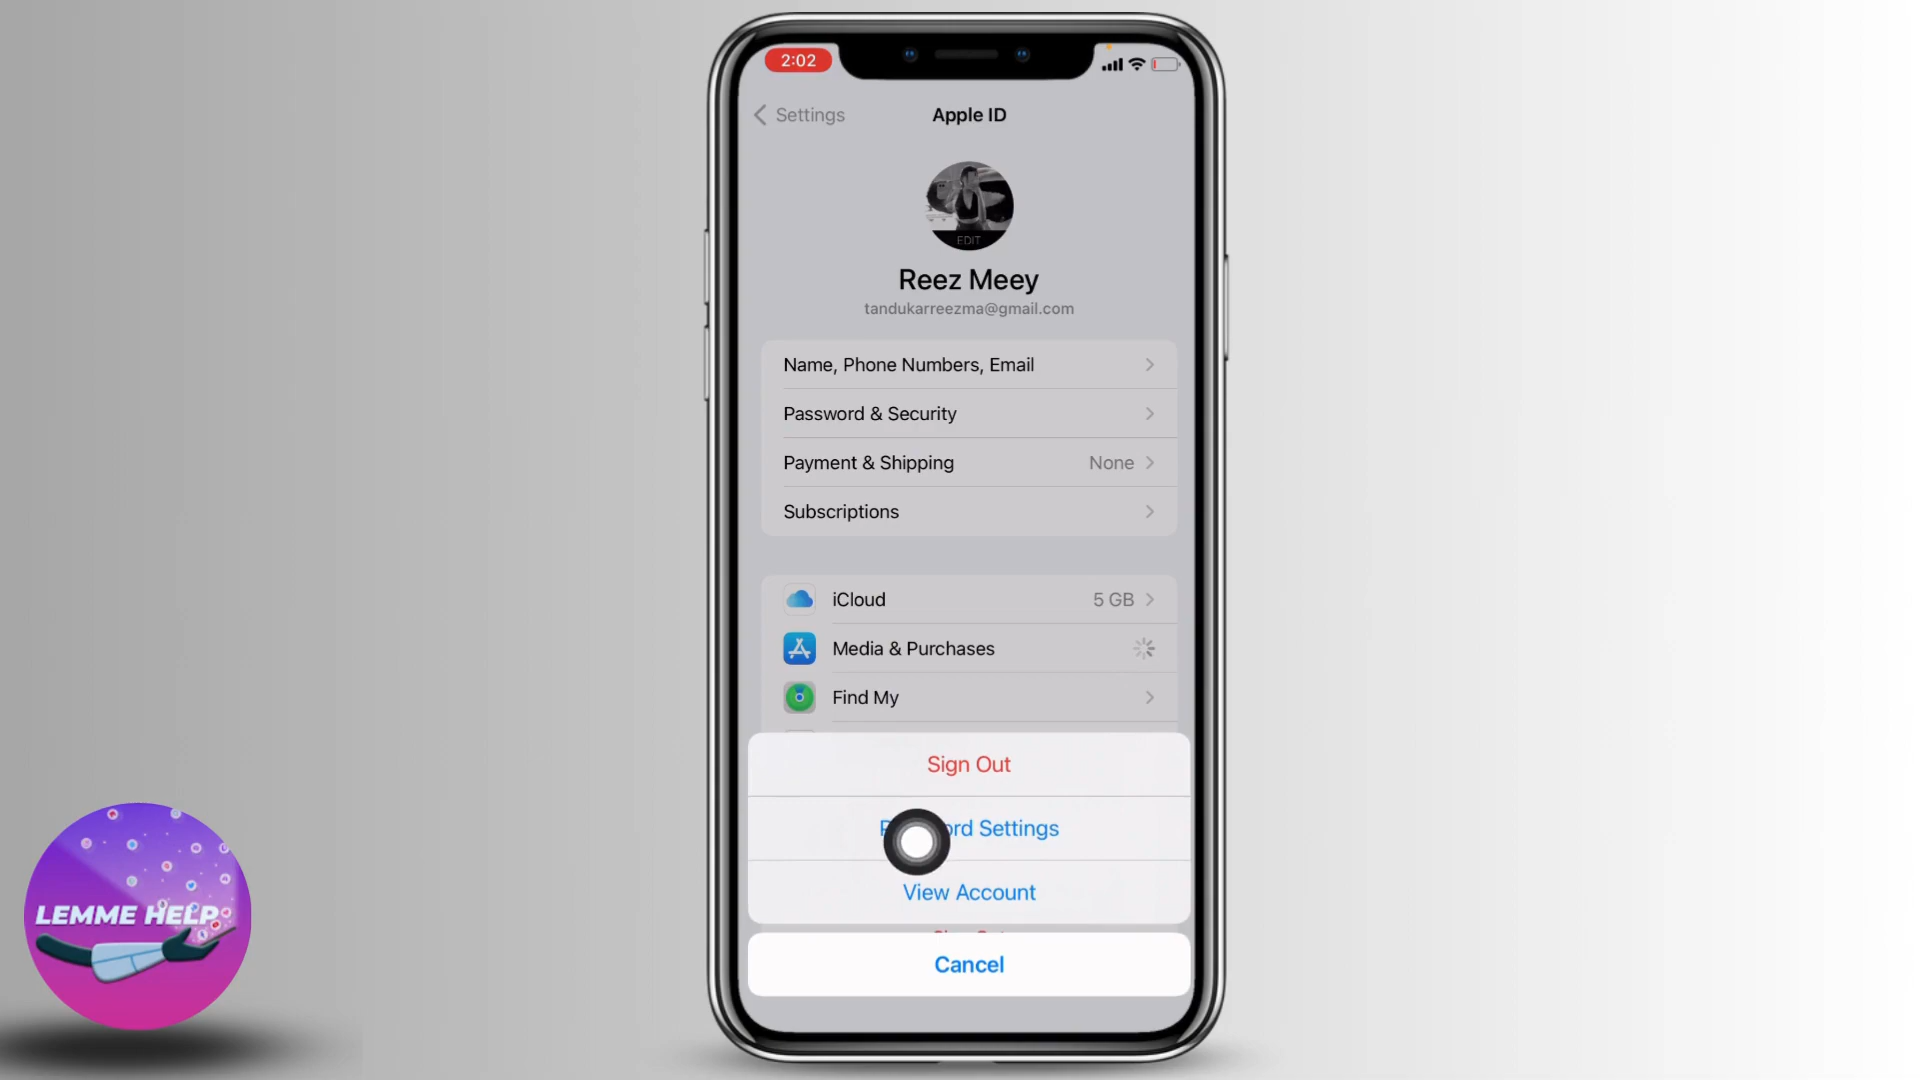 2:02
Settings
Apple ID
EDIT
Reez Meey
tandukarreezma@gmail.com
Name, Phone Numbers, Email
Password & Security
Payment & Shipping None
Subscriptions
iCloud 5 GB
Media & Purchases
Find My
Sign Out
Settings
View Account
Cancel
LEMME HELP